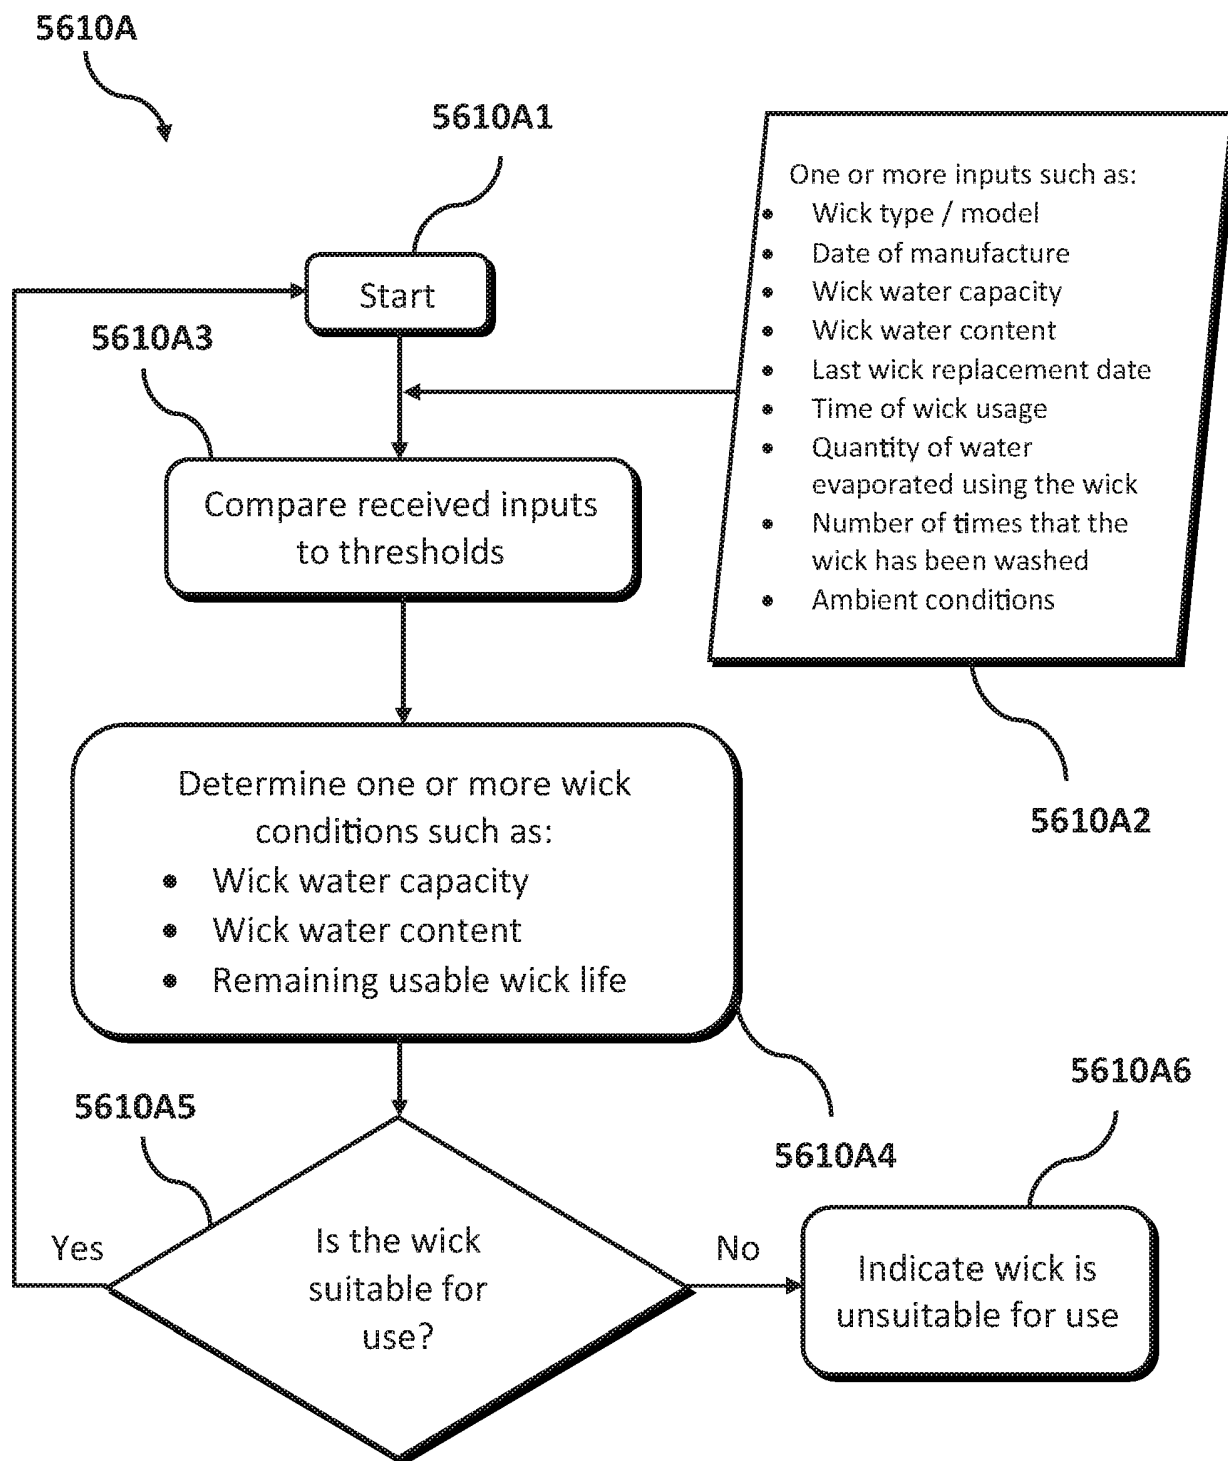 5610A
5610A1
Start
One or more inputs such as:
• Wick type / model
• Date of manufacture
• Wick water capacity
• Wick water content
• Last wick replacement date
• Time of wick usage
• Quantity of water
evaporated using the wick
• Number of times that the
wick has been washed
• Ambient conditions
5610A2
5610A3
Compare received inputs
to thresholds
Determine one or more wick
conditions such as:
• Wick water capacity
• Wick water content
• Remaining usable wick life
5610A4
5610A5
Is the wick
suitable for
use?
Yes
No
5610A6
Indicate wick is
unsuitable for use